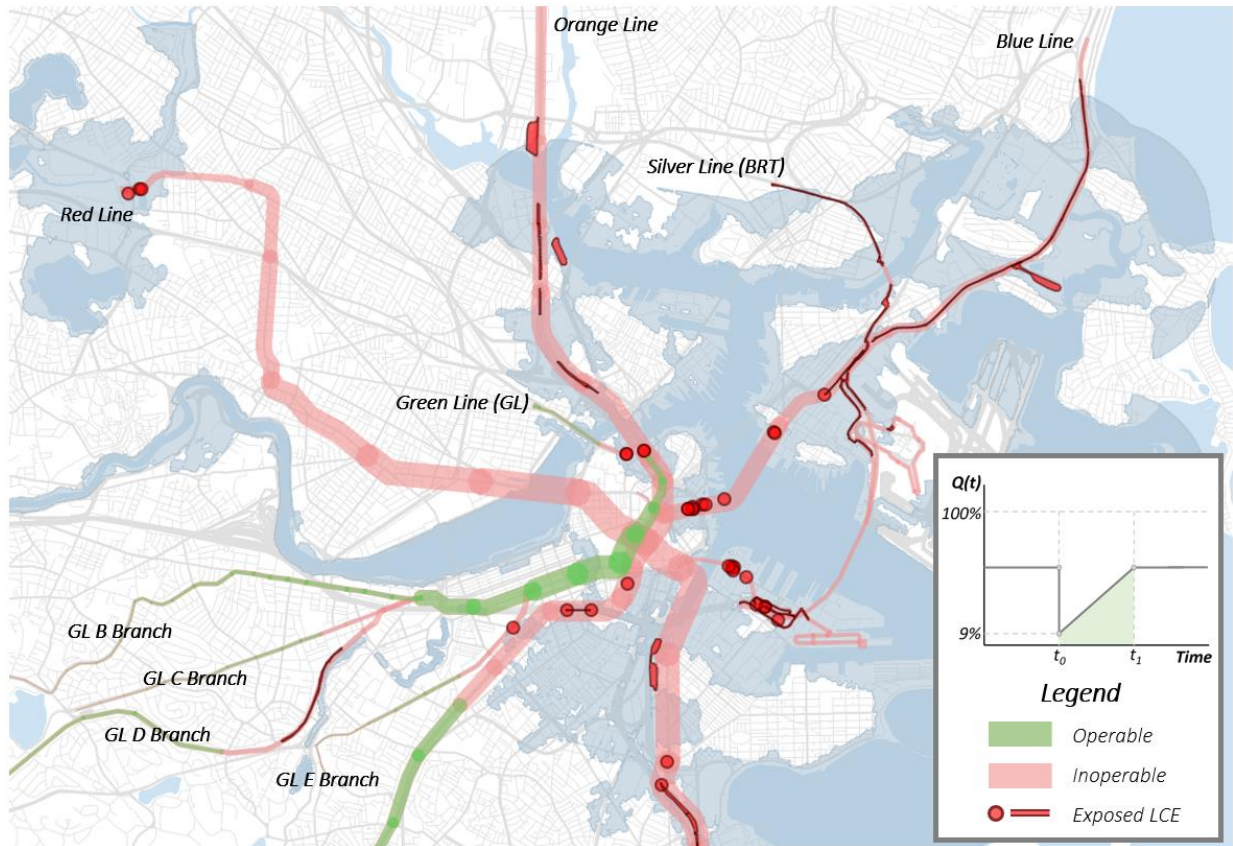 Orange Line
Blue Line
Silver Line (BRT)
Red Line
Green Line (GL)
GL B Branch
GL C Branch
GL D Branch
GL E Branch
Q(t)
100%
9%
t0
t1
Time
Legend
Operable
Inoperable
Exposed LCE